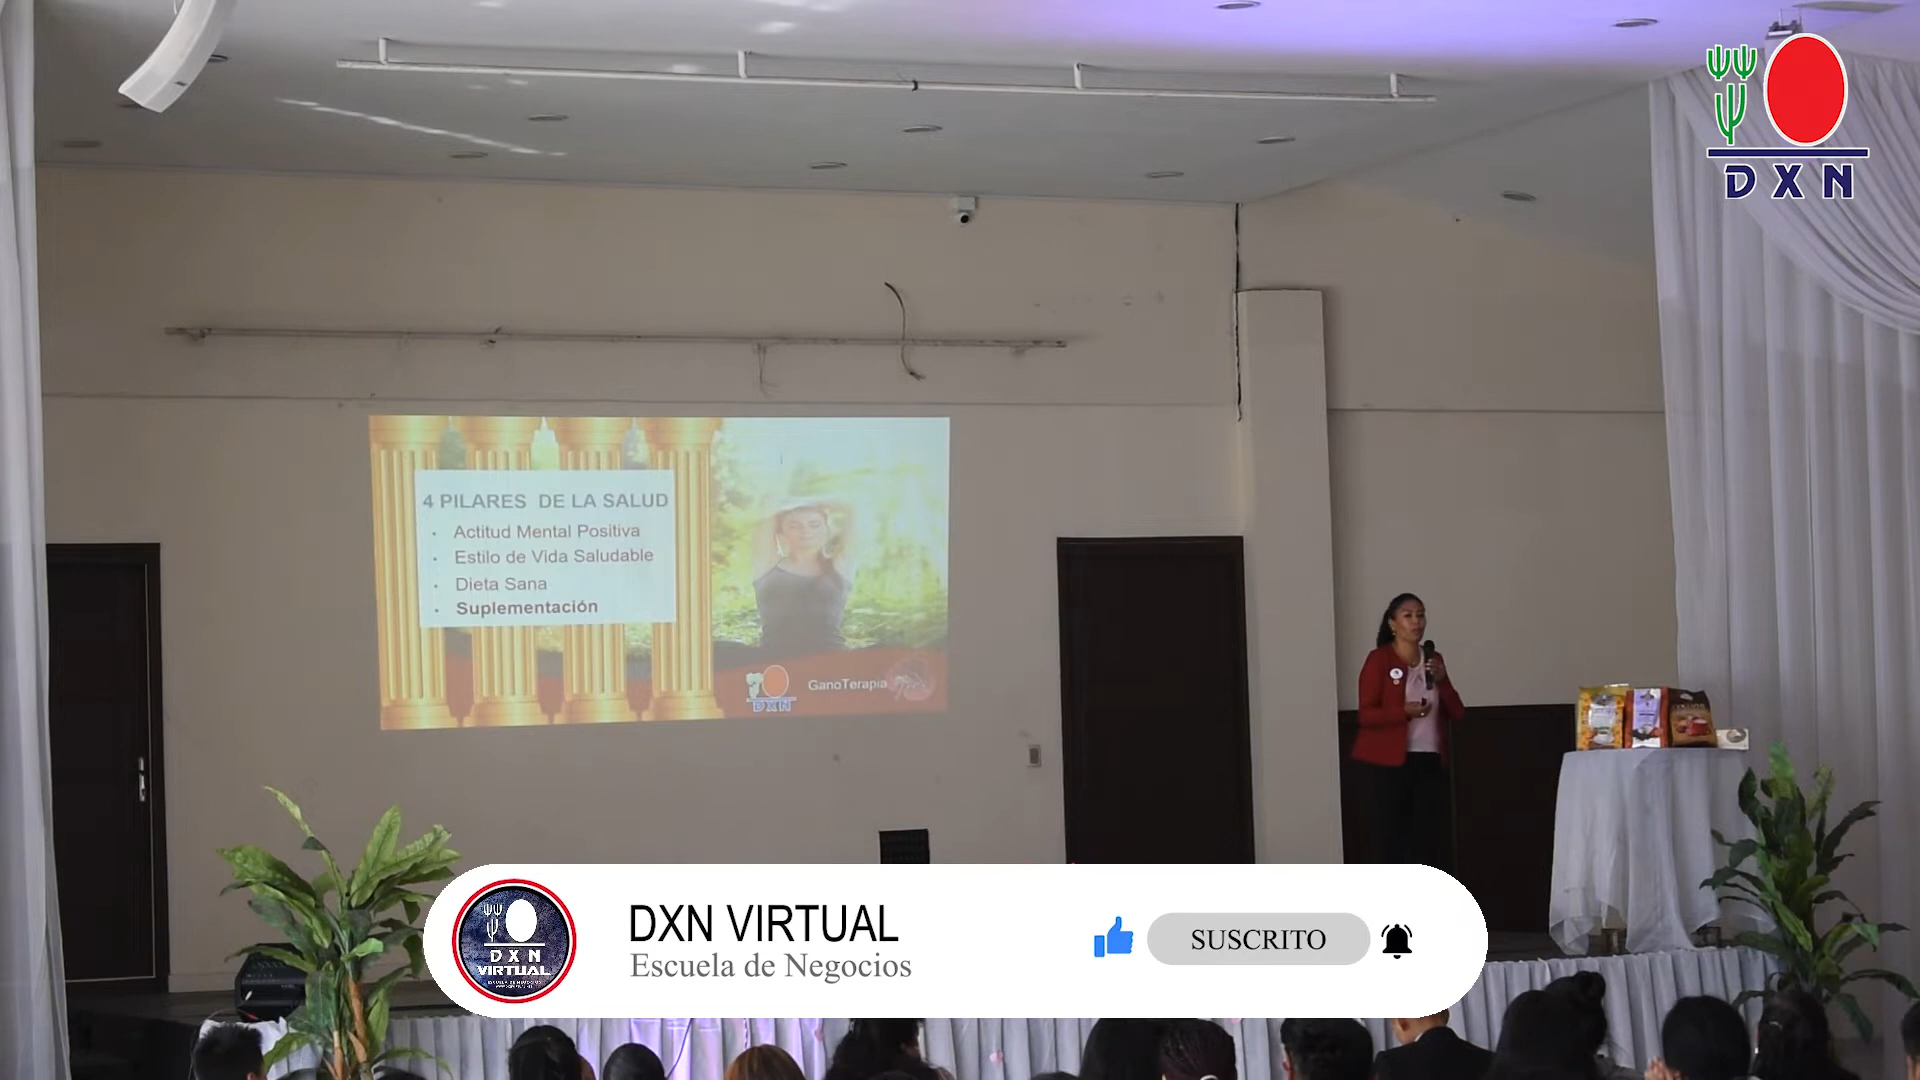 DXN
4 PILARES DE LA SALUD
• Actitud Mental Positiva
• Estilo de Vida Saludable
• Dieta Sana
• Suplementación
DXN
GanoTerapia
DXN
VIRTUAL
DXN VIRTUAL
Escuela de Negocios
SUSCRITO